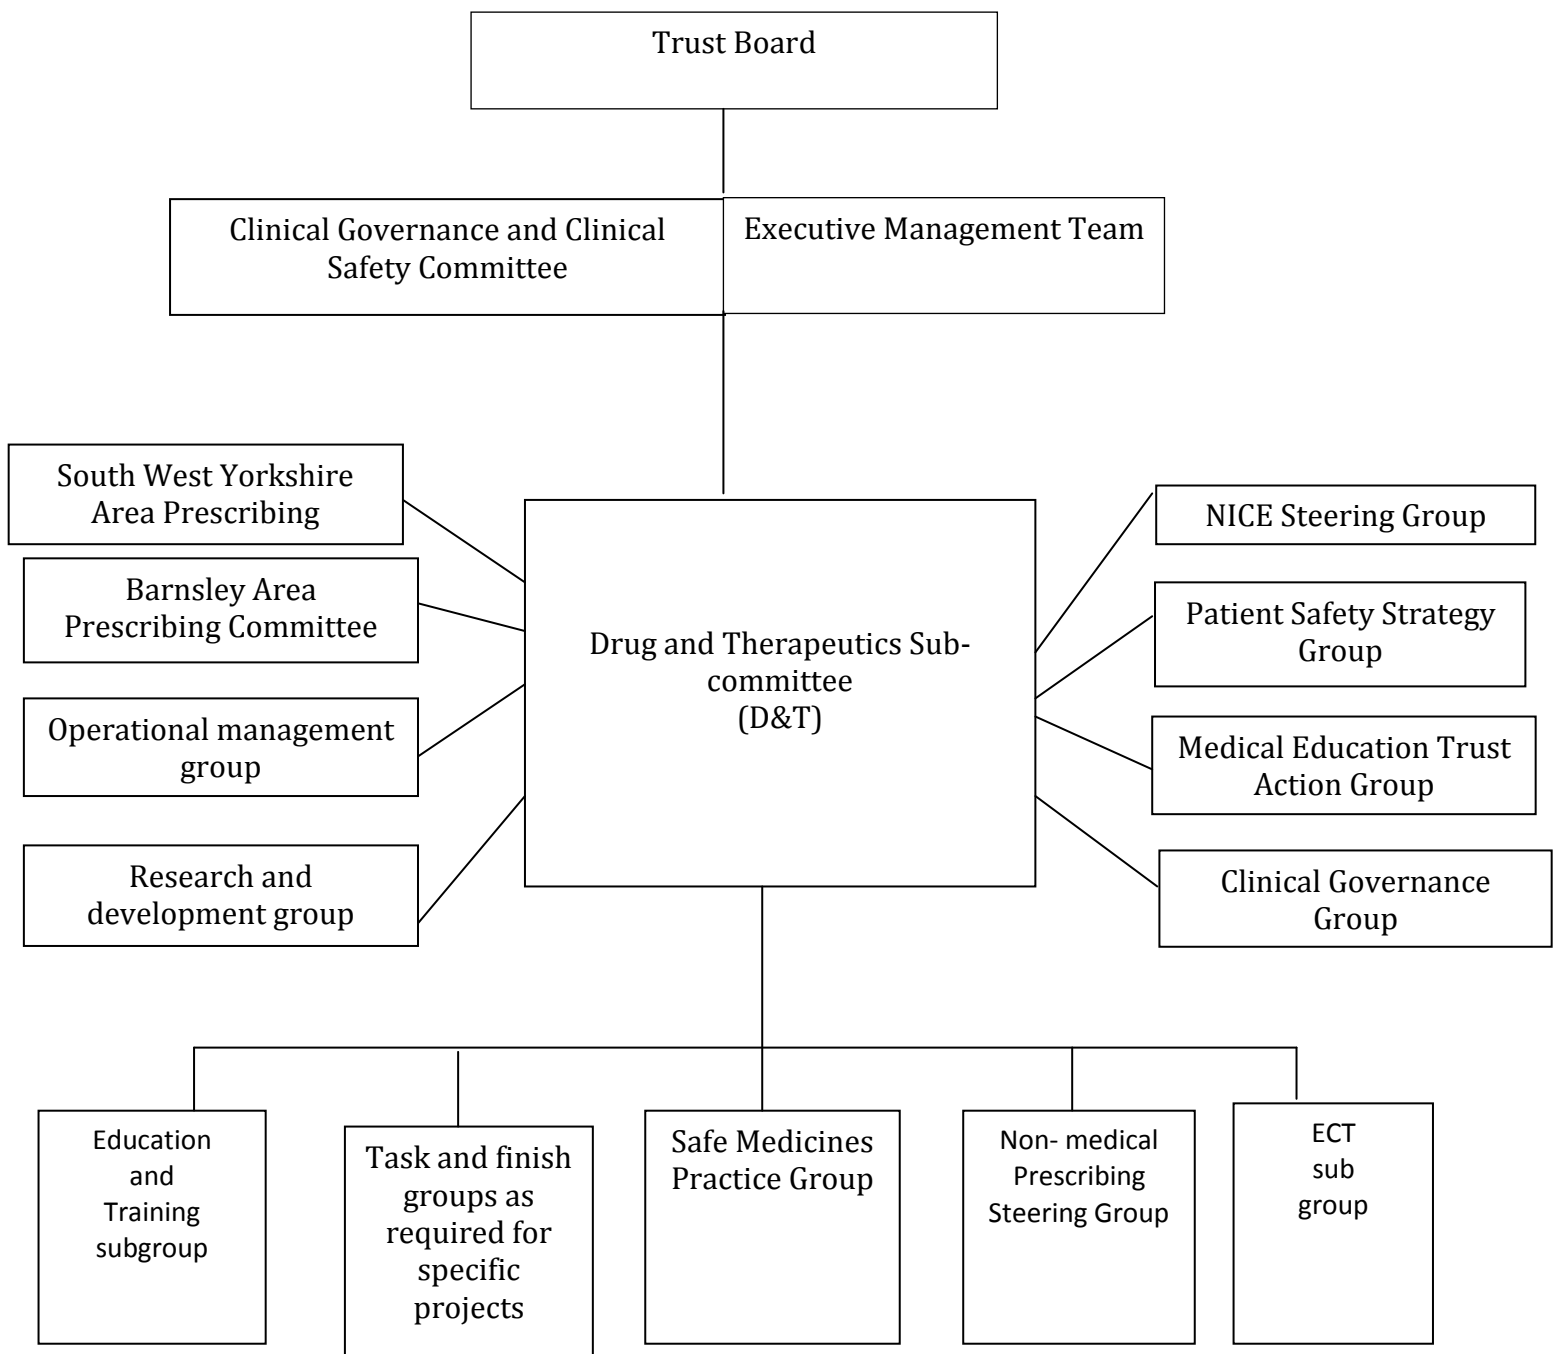 Trust Board
Clinical Governance and Clinical
Safety Committee
Executive Management Team
South West Yorkshire
Area Prescribing
Barnsley Area
Prescribing Committee
Operational management
group
Research and
development group
Drug and Therapeutics Sub-
committee
(D&T)
NICE Steering Group
Patient Safety Strategy
Group
Medical Education Trust
Action Group
Clinical Governance
Group
Education
and
Training
subgroup
Task and finish
groups as
required for
specific
projects
Safe Medicines
Practice Group
Non- medical
Prescribing
Steering Group
ECT
sub
group